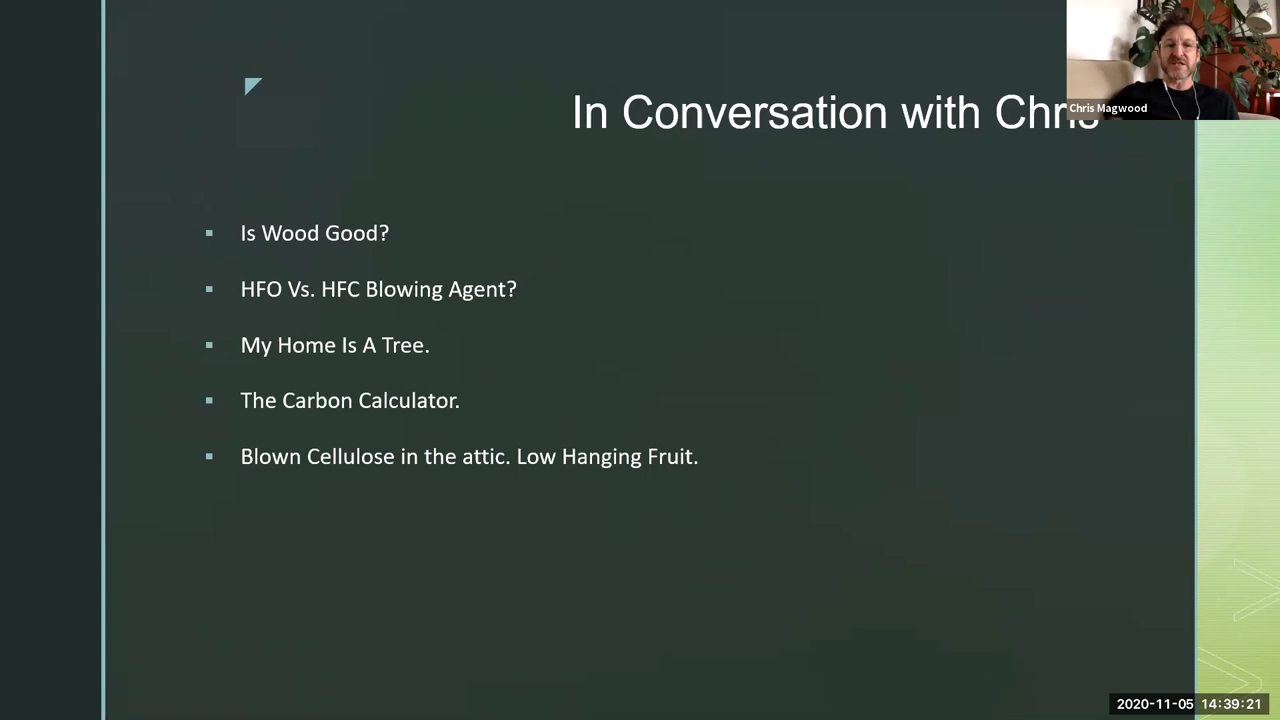 In Conversation with Chris
Chris Magwood
Is Wood Good?
HFO Vs. HFC Blowing Agent?
My Home Is A Tree.
The Carbon Calculator.
Blown Cellulose in the attic. Low Hanging Fruit.
2020-11-05 14:39:21